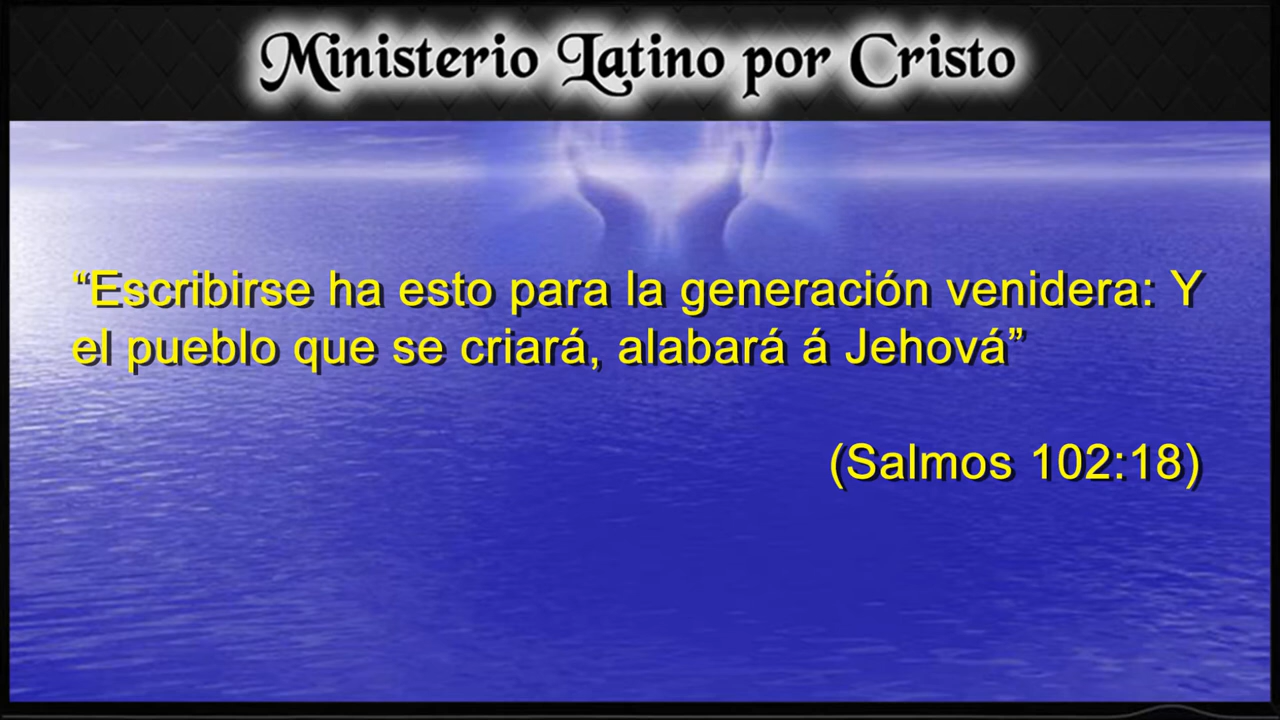 Ministerio Latino por Cristo
“Escribirse ha esto para la generación venidera: Y
el pueblo que se criará, alabará á Jehová”
(Salmos 102:18)